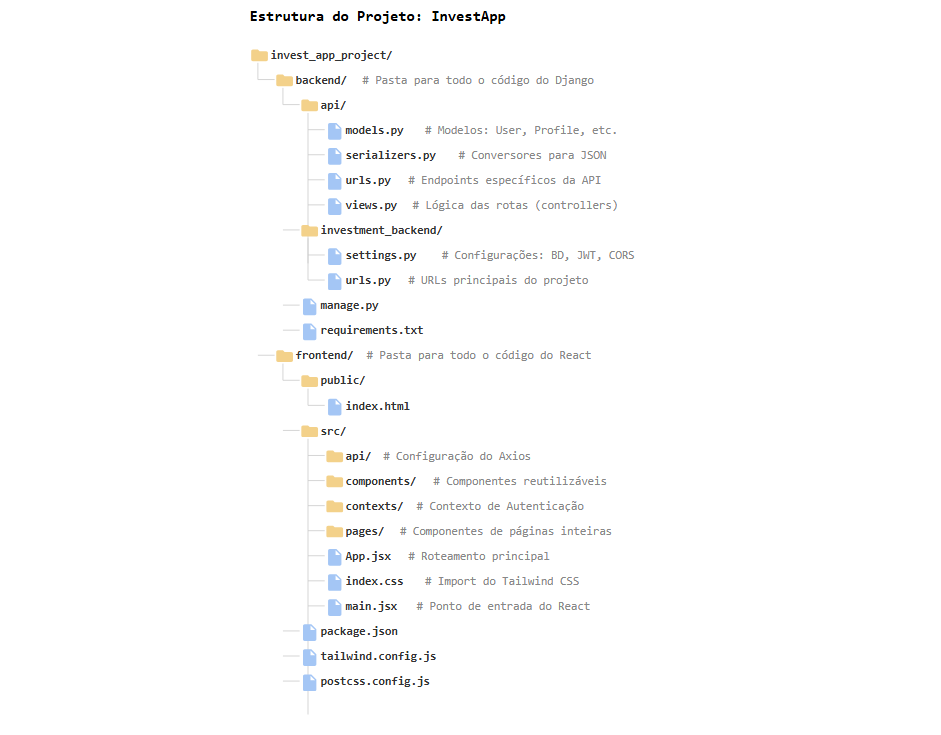 Estrutura do Projeto: InvestApp
invest_app_project/
backend/ # Pasta para todo o código do Django
api/
models.py # Modelos: User, Profile, etc.
serializers.py # Conversores para JSON
urls.py # Endpoints específicos da API
views.py # Lógica das rotas (controllers)
investment_backend/
settings.py # Configurações: BD, JWT, CORS
urls.py # URLs principais do projeto
manage.py
requirements.txt
frontend/ # Pasta para todo o código do React
public/
index.html
src/
api/ # Configuração do Axios
components/ # Componentes reutilizáveis
contexts/ # Contexto de Autenticação
pages/ # Componentes de páginas inteiras
App.jsx # Roteamento principal
index.css # Import do Tailwind CSS
main.jsx # Ponto de entrada do React
package.json
tailwind.config.js
postcss.config.js